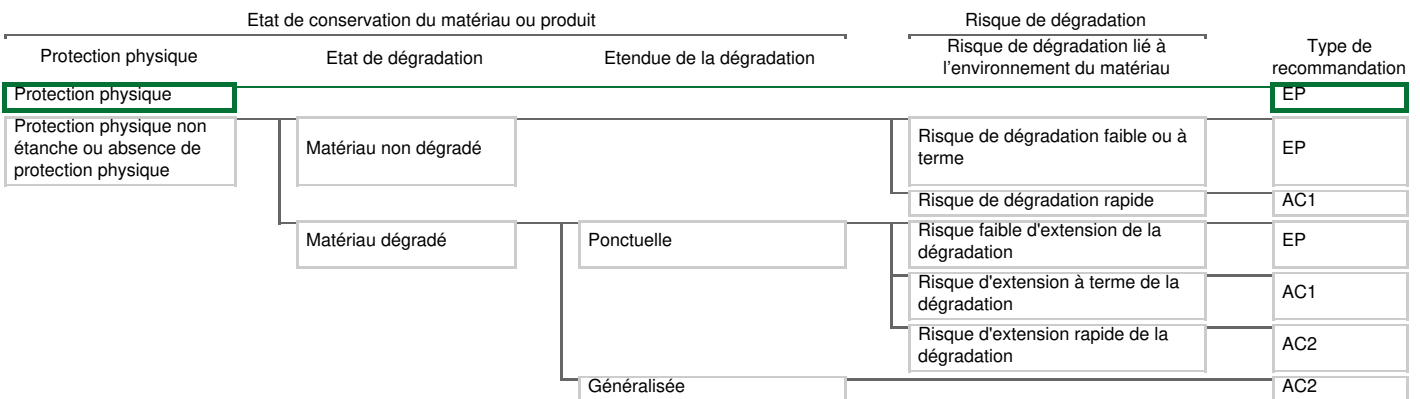 Etat de conservation du matériau ou produit
Risque de dégradation
Protection physique
Etat de dégradation
Etendue de la dégradation
Risque de dégradation lié à
l'environnement du matériau
Type de
recommandation
Protection physique
EP
Protection physique non
étanche ou absence de
protection physique
Matériau non dégradé
Risque de dégradation faible ou à
terme
EP
Risque de dégradation rapide
AC1
Matériau dégradé
Ponctuelle
Risque faible d'extension de la
dégradation
EP
Risque d'extension à terme de la
dégradation
AC1
Risque d'extension rapide de la
dégradation
AC2
Généralisée
AC2